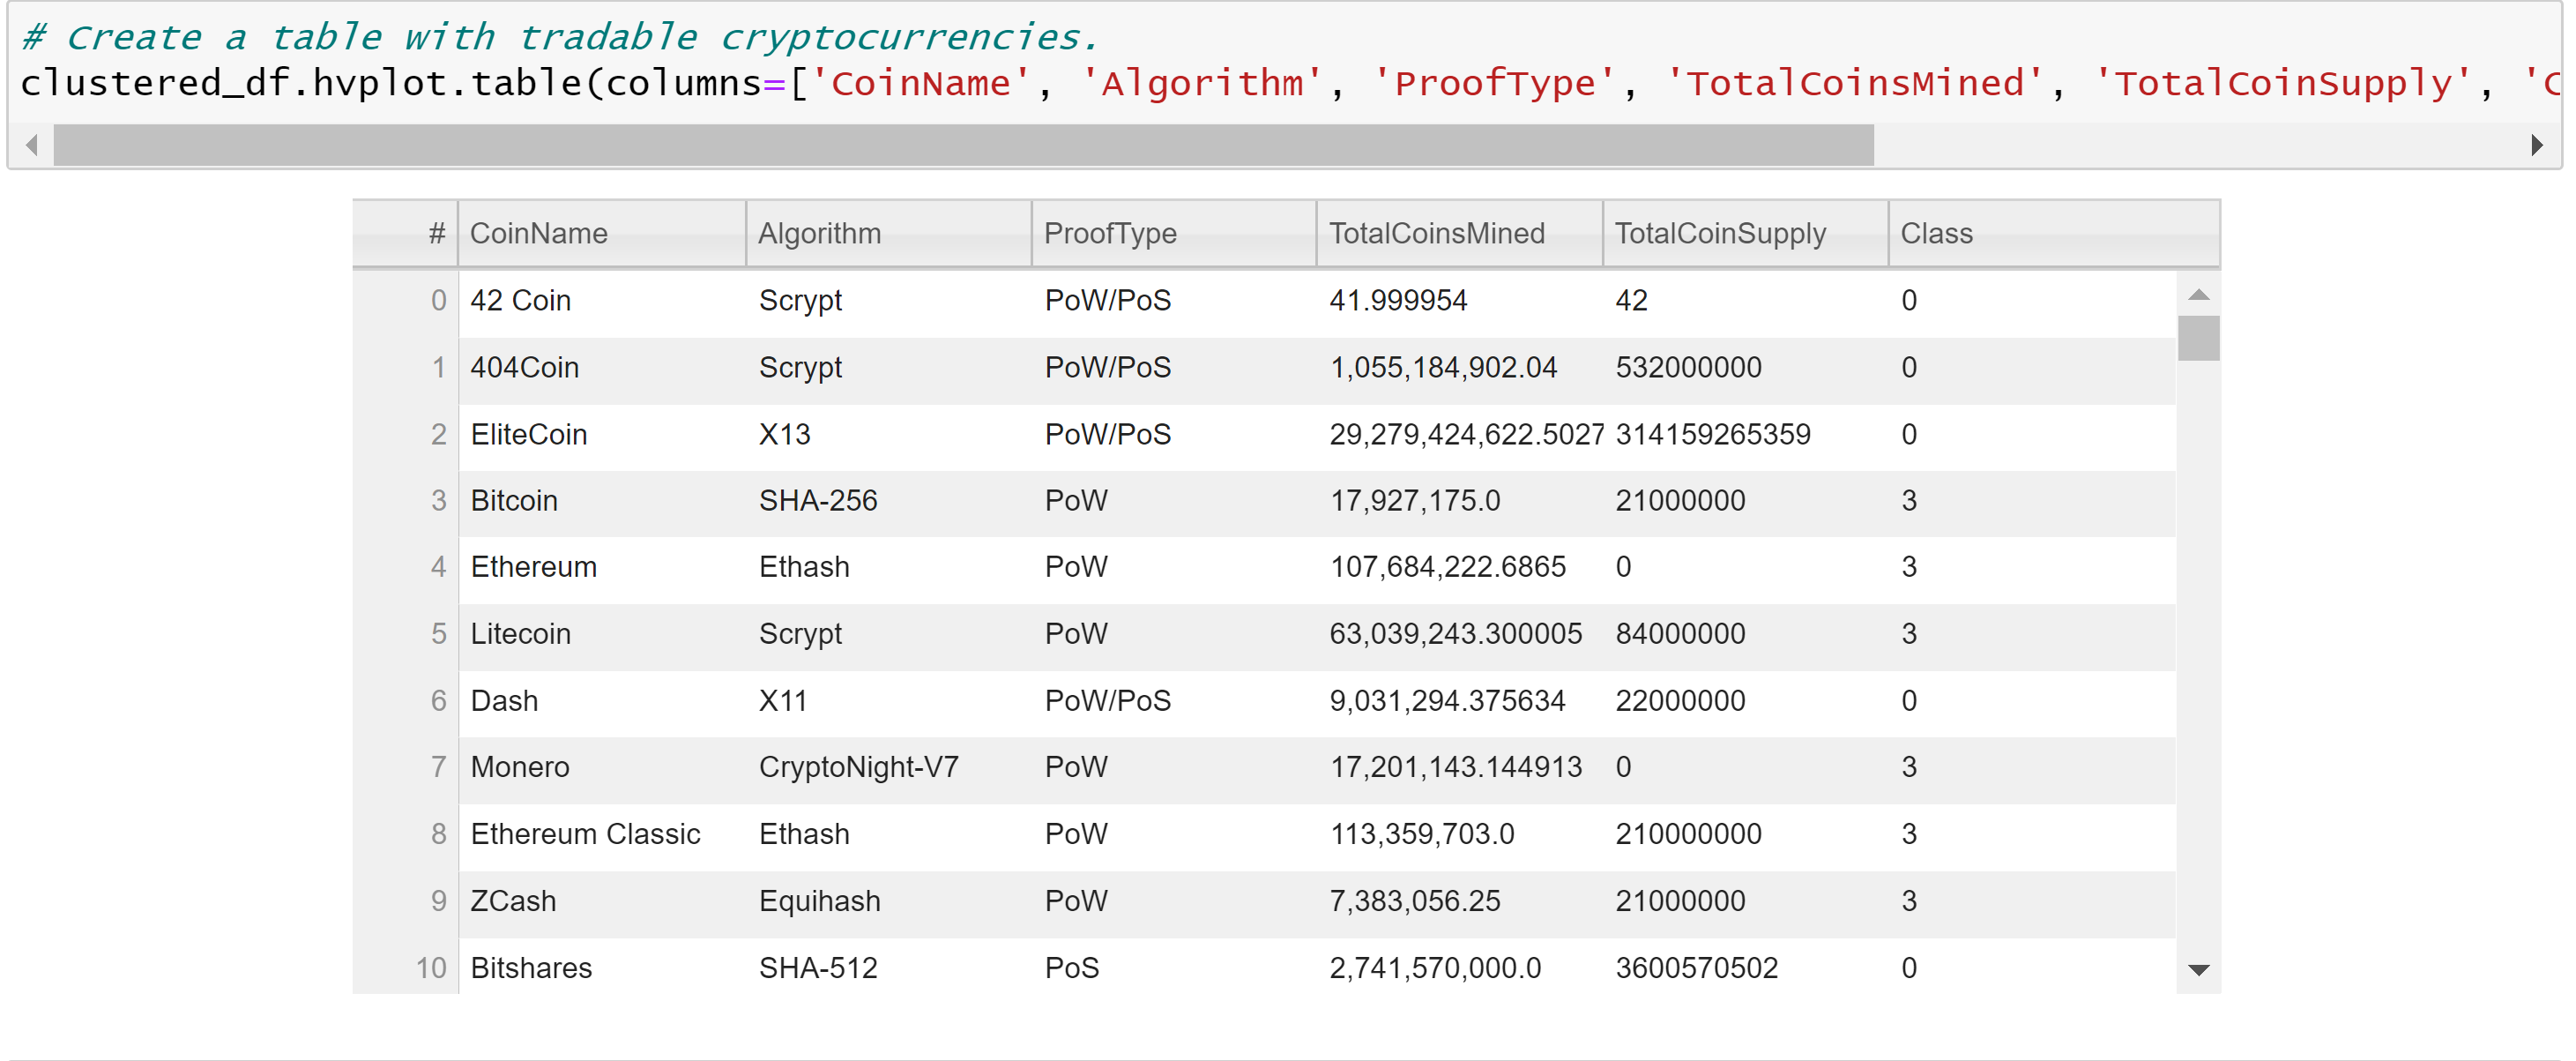 # Create a table with tradable cryptocurrencies.
clustered_df.hvplot.table(columns=['CoinName', 'Algorithm', 'ProofType', 'TotalCoinsMined', 'TotalCoinSupply', 'C
# CoinName Algorithm ProofType TotalCoinsMined TotalCoinSupply Class
0 42 Coin Scrypt PoW/PoS 41.999954 42 0
1 404Coin Scrypt PoW/PoS 1,055,184,902.04 532000000 0
2 EliteCoin X13 PoW/PoS 29,279,424,622.5027 314159265359 0
3 Bitcoin SHA-256 PoW 17,927,175.0 21000000 3
4 Ethereum Ethash PoW 107,684,222.6865 0 3
5 Litecoin Scrypt PoW 63,039,243.300005 84000000 3
6 Dash X11 PoW/PoS 9,031,294.375634 22000000 0
7 Monero CryptoNight-V7 PoW 17,201,143.144913 0 3
8 Ethereum Classic Ethash PoW 113,359,703.0 210000000 3
9 ZCash Equihash PoW 7,383,056.25 21000000 3
10 Bitshares SHA-512 PoS 2,741,570,000.0 3600570502 0